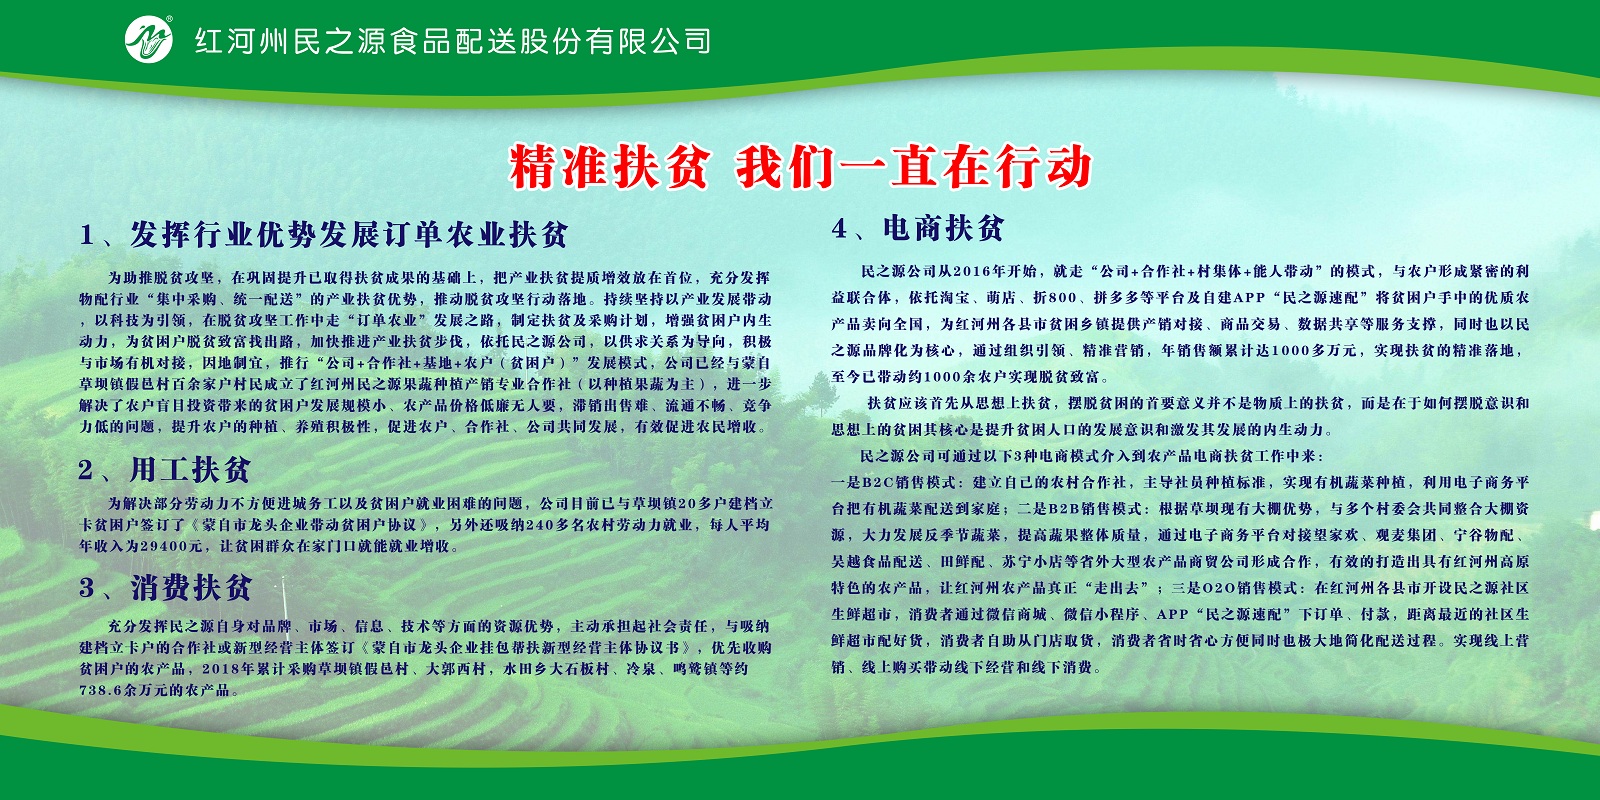 红河州民之源食品配送股份有限公司
精准扶贫 我们一直在行动
1、发挥行业优势发展订单农业扶贫
为助推脱贫攻坚，在巩固提升已取得扶贫成果的基础上，把产业扶贫提质增效放在首位，充分发挥
物配行业“集中采购、统一配送”的产业扶贫优势，推动脱贫攻坚行动落地。持续坚持以产业发展带动
，以科技为引领，在脱贫攻坚工作中走“订单农业”发展之路，制定扶贫及采购计划，增强贫困户内生
动力，为贫困户脱贫致富找出路，加快推进产业扶贫步伐，依托民之源公司，以供求关系为导向，积极
与市场有机对接，因地制宜，推行“公司+合作社+基地+农户（贫困户）”发展模式，公司已经与蒙自
草坝镇假邑村百余家户村民成立了红河州民之源果蔬种植产销专业合作社（以种植果蔬为主），进一步
解决了农户盲目投资带来的贫困户发展规模小、农产品价格低廉无人要，滞销出售难、流通不畅、竞争
力低的问题，提升农户的种植、养殖积极性，促进农户、合作社、公司共同发展，有效促进农民增收。
2、用工扶贫
为解决部分劳动力不方便进城务工以及贫困户就业困难的问题，公司目前已与草坝镇20多户建档立
卡贫困户签订了《蒙自市龙头企业带动贫困户协议》，另外还吸纳240多名农村劳动力就业，每人平均
年收入为29400元，让贫困群众在家门口就能就业增收。
3、消费扶贫
充分发挥民之源自身对品牌、市场、信息、技术等方面的资源优势，主动承担起社会责任，与吸纳
建档立卡户的合作社或新型经营主体签订《蒙自市龙头企业挂包帮扶新型经营主体协议书》，优先收购
贫困户的农产品，2018年累计采购草坝镇假邑村、大郭西村，水田乡大石板村、冷泉、鸣鹫镇等约
738.6余万元的农产品。
4、电商扶贫
民之源公司从2016年开始，就走“公司+合作社+村集体+能人带动”的模式，与农户形成紧密的利
益联合体，依托淘宝、萌店、折800、拼多多等平台及自建APP“民之源速配”将贫困户手中的优质农
产品卖向全国，为红河州各县市贫困乡镇提供产销对接、商品交易、数据共享等服务支撑，同时也以民
之源品牌化为核心，通过组织引领、精准营销，年销售额累计达1000多万元，实现扶贫的精准落地，
至今已带动约1000余农户实现脱贫致富。
扶贫应该首先从思想上扶贫，摆脱贫困的首要意义并不是物质上的扶贫，而是在于如何摆脱意识和
思想上的贫困其核心是提升贫困人口的发展意识和激发其发展的内生动力。
民之源公司可通过以下3种电商模式介入到农产品电商扶贫工作中来：
一是B2C销售模式：建立自己的农村合作社，主导社员种植标准，实现有机蔬菜种植，利用电子商务平
台把有机蔬菜配送到家庭；二是B2B销售模式：根据草坝现有大棚优势，与多个村委会共同整合大棚资
源，大力发展反季节蔬菜，提高蔬果整体质量，通过电子商务平台对接望家欢、观麦集团、宁谷物配、
吴越食品配送、田鲜配、苏宁小店等省外大型农产品商贸公司形成合作，有效的打造出具有红河州高原
特色的农产品，让红河州农产品真正“走出去”；三是O2O销售模式：在红河州各县市开设民之源社区
生鲜超市，消费者通过微信商城、微信小程序、APP“民之源速配”下订单、付款，距离最近的社区生
鲜超市配好货，消费者自助从门店取货，消费者省时省心方便同时也极大地简化配送过程。实现线上营
销、线上购买带动线下经营和线下消费。